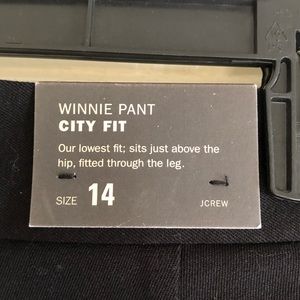 WINNIE PANT
CITY FIT
Our lowest fit; sits just above the
hip, fitted through the leg.
SIZE 14
JCREW